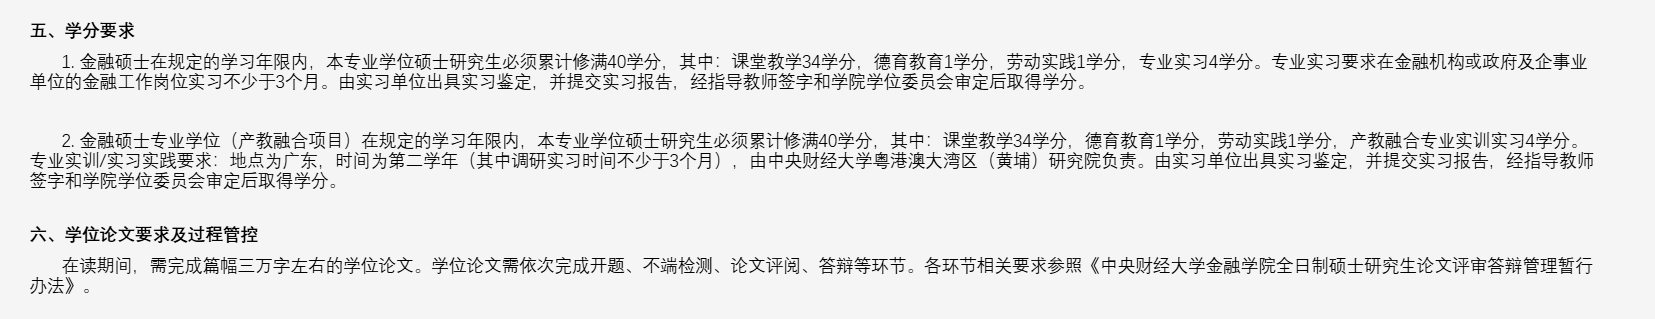 五、学分要求
1. 金融硕士在规定的学习年限内，本专业学位硕士研究生必须累计修满40学分，其中：课堂教学34学分，德育教育1学分，劳动实践1学分，专业实习4学分。专业实习要求在金融机构或政府及企事业
单位的金融工作岗位实习不少于3个月。由实习单位出具实习鉴定，并提交实习报告，经指导教师签字和学院学位委员会审定后取得学分。
2. 金融硕士专业学位（产教融合项目）在规定的学习年限内，本专业学位硕士研究生必须累计修满40学分，其中：课堂教学34学分，德育教育1学分，劳动实践1学分，产教融合专业实训实习4学分。
专业实训/实习实践要求：地点为广东，时间为第二学年（其中调研实习时间不少于3个月），由中央财经大学粤港澳大湾区（黄埔）研究院负责。由实习单位出具实习鉴定，并提交实习报告，经指导教师
签字和学院学位委员会审定后取得学分。
六、学位论文要求及过程管控
在读期间，需完成篇幅三万字左右的学位论文。学位论文需依次完成开题、不端检测、论文评阅、答辩等环节。各环节相关要求参照《中央财经大学金融学院全日制硕士研究生论文评审答辩管理暂行
办法》。